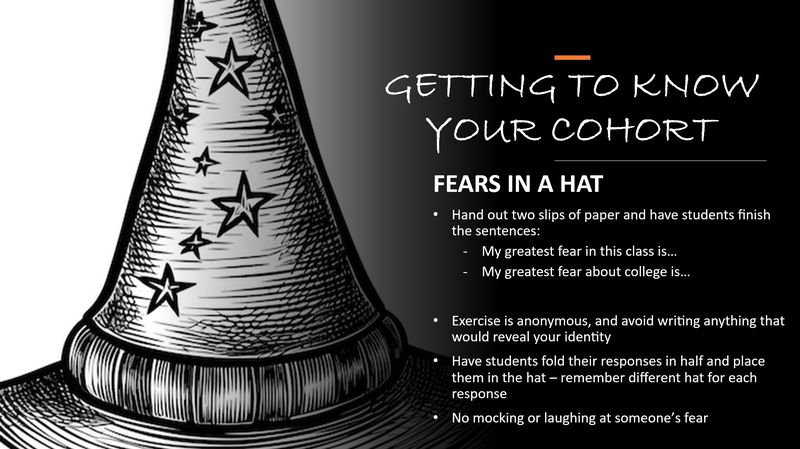 GETTING TO KNOW
YOUR COHORT
FEARS IN A HAT
• Hand out two slips of paper and have students finish
the sentences:
- My greatest fear in this class is…
- My greatest fear about college is…
• Exercise is anonymous, and avoid writing anything that
would reveal your identity
• Have students fold their responses in half and place
them in the hat – remember different hat for each
response
• No mocking or laughing at someone’s fear